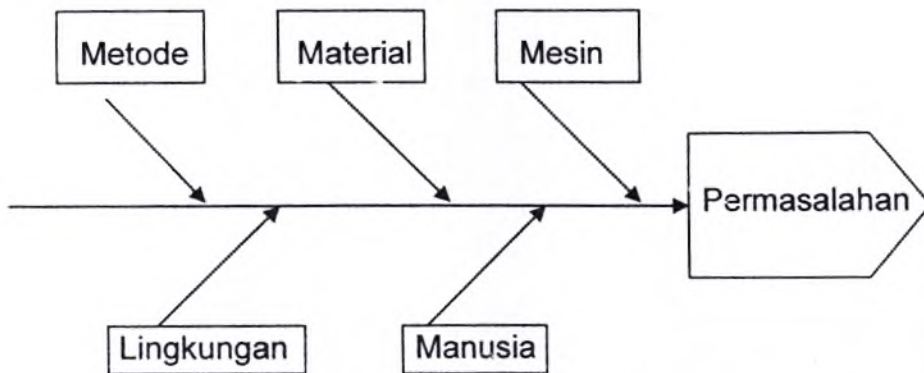 Metode
Material
Mesin
Permasalahan
Lingkungan
Manusia